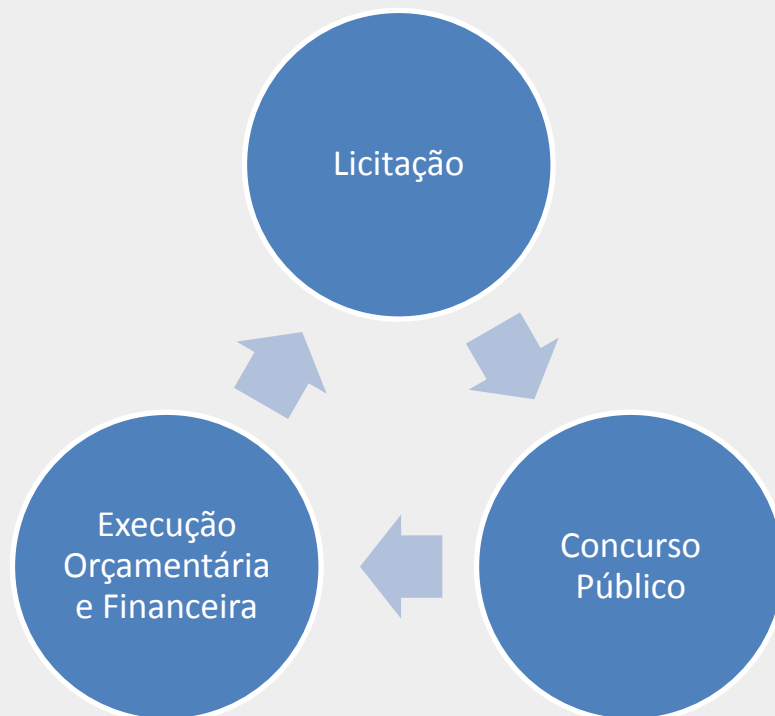 Licitação
Execução
Orçamentária
e Financeira
Concurso
Público